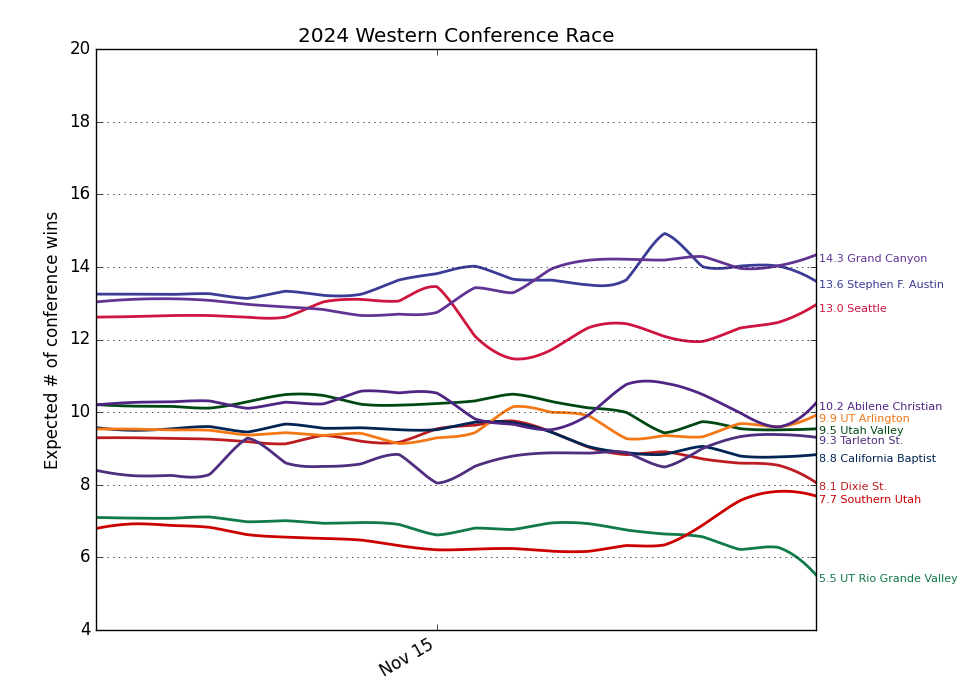 2024 Western Conference Race
Expected # of conference wins
20
18
16
14
12
10
8
6
4
Nov 15
14.3 Grand Canyon
13.6 Stephen F. Austin
13.0 Seattle
10.2 Abilene Christian
9.9 UT Arlington
9.5 Utah Valley
9.3 Tarleton St.
8.8 California Baptist
8.1 Dixie St.
7.7 Southern Utah
5.5 UT Rio Grande Valley